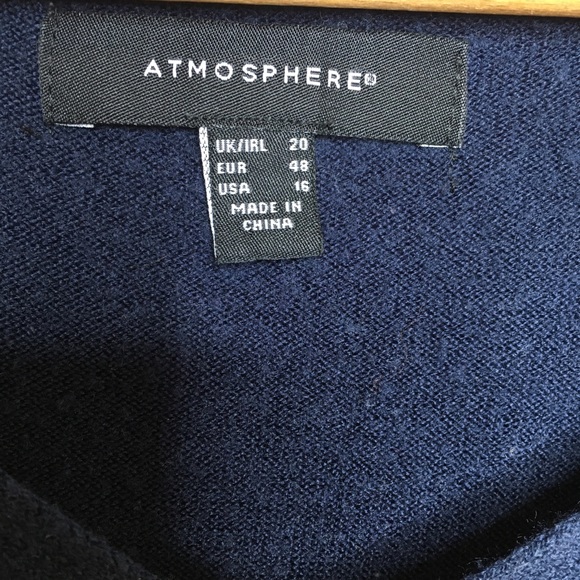 ATMOSPHERE®
UK/IRL 20
EUR 48
USA 16
MADE IN
CHINA